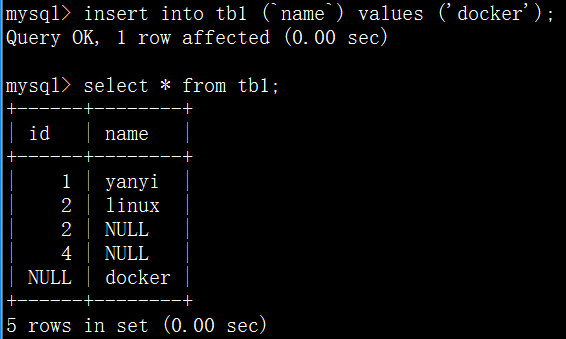 mysql> insert into tb1 (`name`) values ('docker');
Query OK, 1 row affected (0.00 sec)
mysql> select * from tb1;
+------+--------+
| id   | name   |
+------+--------+
|    1 | yanyi  |
|    2 | linux  |
|    2 | NULL   |
|    4 | NULL   |
| NULL | docker |
+------+--------+
5 rows in set (0.00 sec)